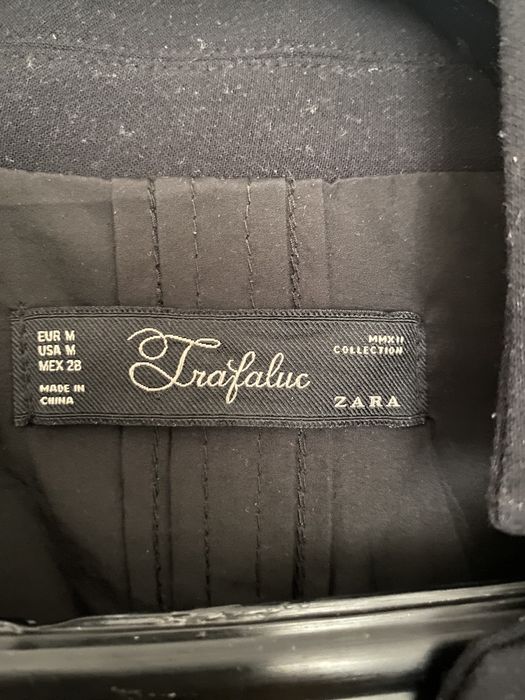 EUR M
USA M
MEX 28
MADE IN
CHINA
Trafaluc
MMXII
COLLECTION
ZARA